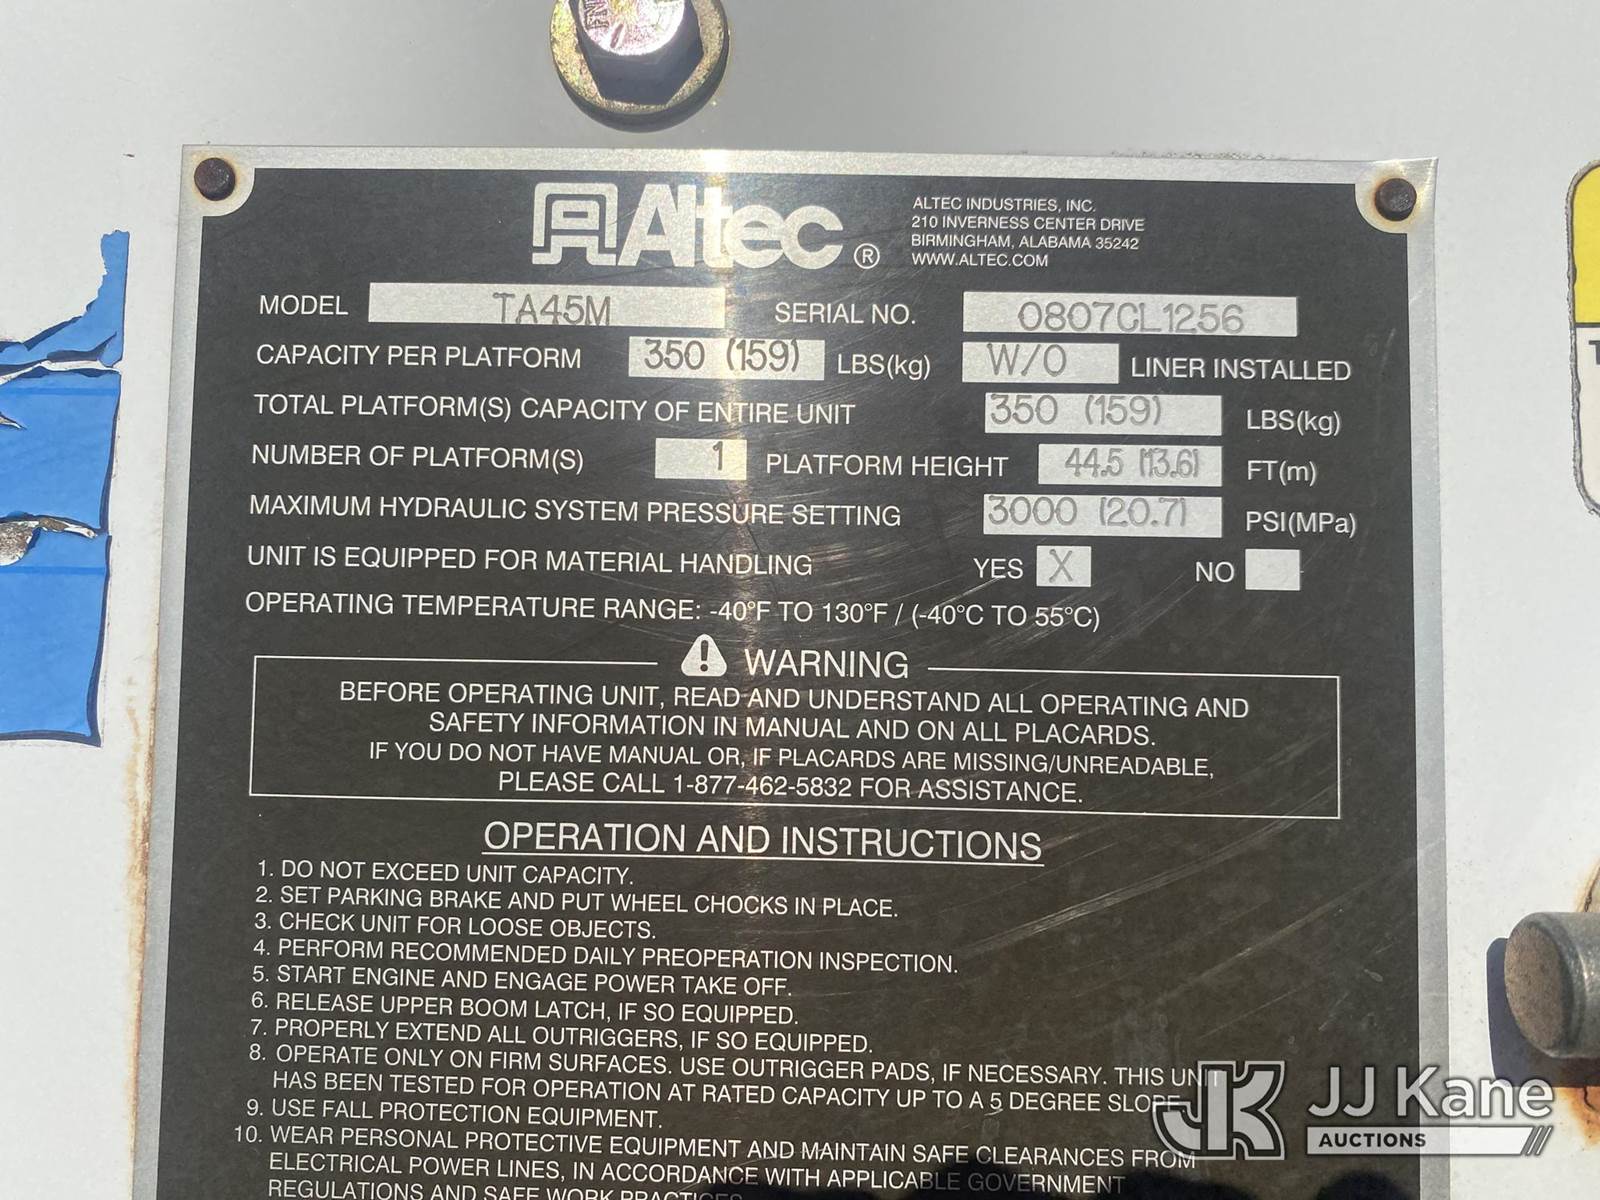 Altec ®
ALTEC INDUSTRIES, INC.
210 INVERNESS CENTER DRIVE
BIRMINGHAM, ALABAMA 35242
WWW.ALTEC.COM
MODEL TA45M SERIAL NO. 0807CL1256
CAPACITY PER PLATFORM 350 (159) LBS(kg) W/O LINER INSTALLED
TOTAL PLATFORM(S) CAPACITY OF ENTIRE UNIT 350 (159) LBS(kg)
NUMBER OF PLATFORM(S) 1 PLATFORM HEIGHT 44.5 (13.6) FT(m)
MAXIMUM HYDRAULIC SYSTEM PRESSURE SETTING 3000 (20.7) PSI(MPa)
UNIT IS EQUIPPED FOR MATERIAL HANDLING YES X NO
OPERATING TEMPERATURE RANGE: -40°F TO 130°F / (-40°C TO 55°C)
WARNING
BEFORE OPERATING UNIT, READ AND UNDERSTAND ALL OPERATING AND
SAFETY INFORMATION IN MANUAL AND ON ALL PLACARDS.
IF YOU DO NOT HAVE MANUAL OR, IF PLACARDS ARE MISSING/UNREADABLE,
PLEASE CALL 1-877-462-5832 FOR ASSISTANCE.
OPERATION AND INSTRUCTIONS
1. DO NOT EXCEED UNIT CAPACITY.
2. SET PARKING BRAKE AND PUT WHEEL CHOCKS IN PLACE.
3. CHECK UNIT FOR LOOSE OBJECTS.
4. PERFORM RECOMMENDED DAILY PREOPERATION INSPECTION.
5. START ENGINE AND ENGAGE POWER TAKE OFF.
6. RELEASE UPPER BOOM LATCH, IF SO EQUIPPED.
7. PROPERLY EXTEND ALL OUTRIGGERS, IF SO EQUIPPED.
8. OPERATE ONLY ON FIRM SURFACES. USE OUTRIGGER PADS, IF NECESSARY. THIS UNIT
HAS BEEN TESTED FOR OPERATION AT RATED CAPACITY UP TO A 5 DEGREE SLOPE.
9. USE FALL PROTECTION EQUIPMENT.
10. WEAR PERSONAL PROTECTIVE EQUIPMENT AND MAINTAIN SAFE CLEARANCES FROM
ELECTRICAL POWER LINES, IN ACCORDANCE WITH APPLICABLE GOVERNMENT
REGULATIONS AND SAFE WORK PRACTICES.
JK JJ Kane
AUCTIONS